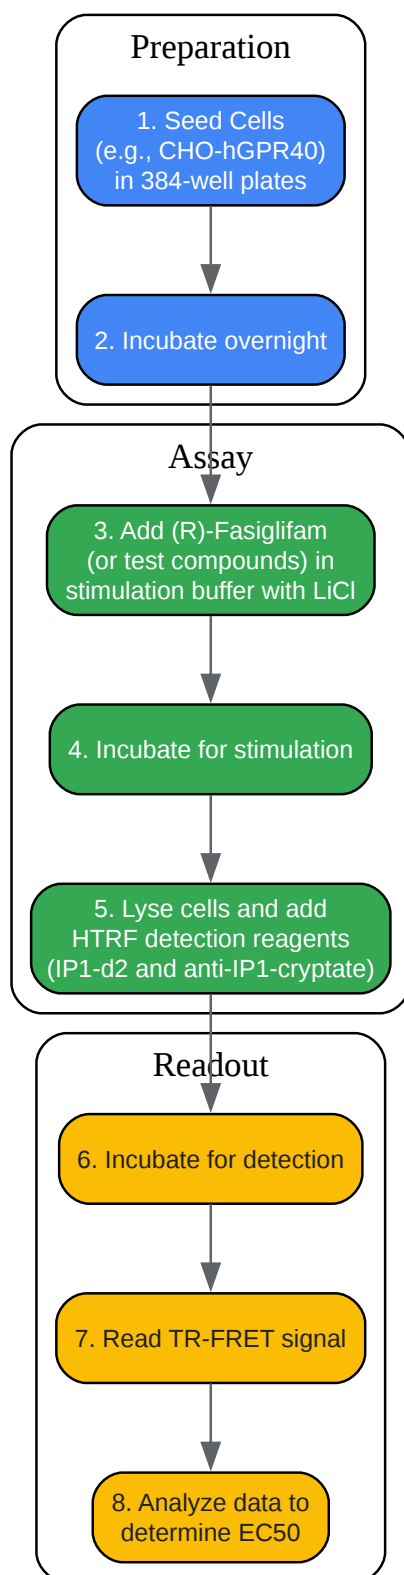 Preparation
1. Seed Cells
(e.g., CHO-hGPR40)
in 384-well plates
2. Incubate overnight
Assay
3. Add (R)-Fasiglifam
(or test compounds) in
stimulation buffer with LiCl
4. Incubate for stimulation
5. Lyse cells and add
HTRF detection reagents
(IP1-d2 and anti-IP1-cryptate)
Readout
6. Incubate for detection
7. Read TR-FRET signal
8. Analyze data to
determine EC50